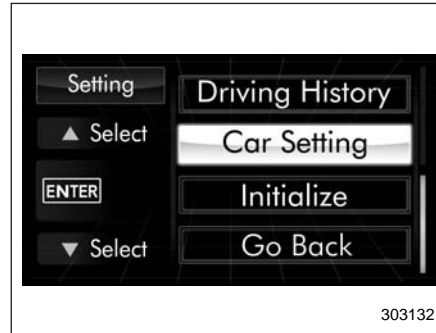 Setting
▲ Select
ENTER
▼ Select
Driving History
Car Setting
Initialize
Go Back
303132